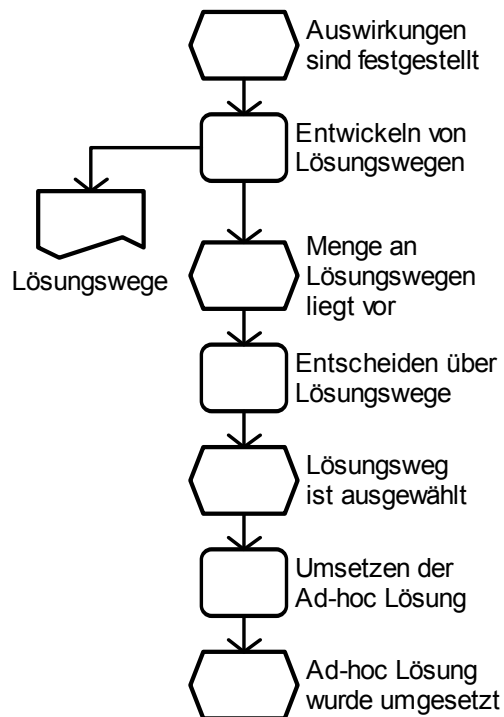 Auswirkungen
sind festgestellt
Entwickeln von
Lösungswegen
Lösungswege
Menge an
Lösungswegen
liegt vor
Entscheiden über
Lösungswege
Lösungsweg
ist ausgewählt
Umsetzen der
Ad-hoc Lösung
Ad-hoc Lösung
wurde umgesetzt